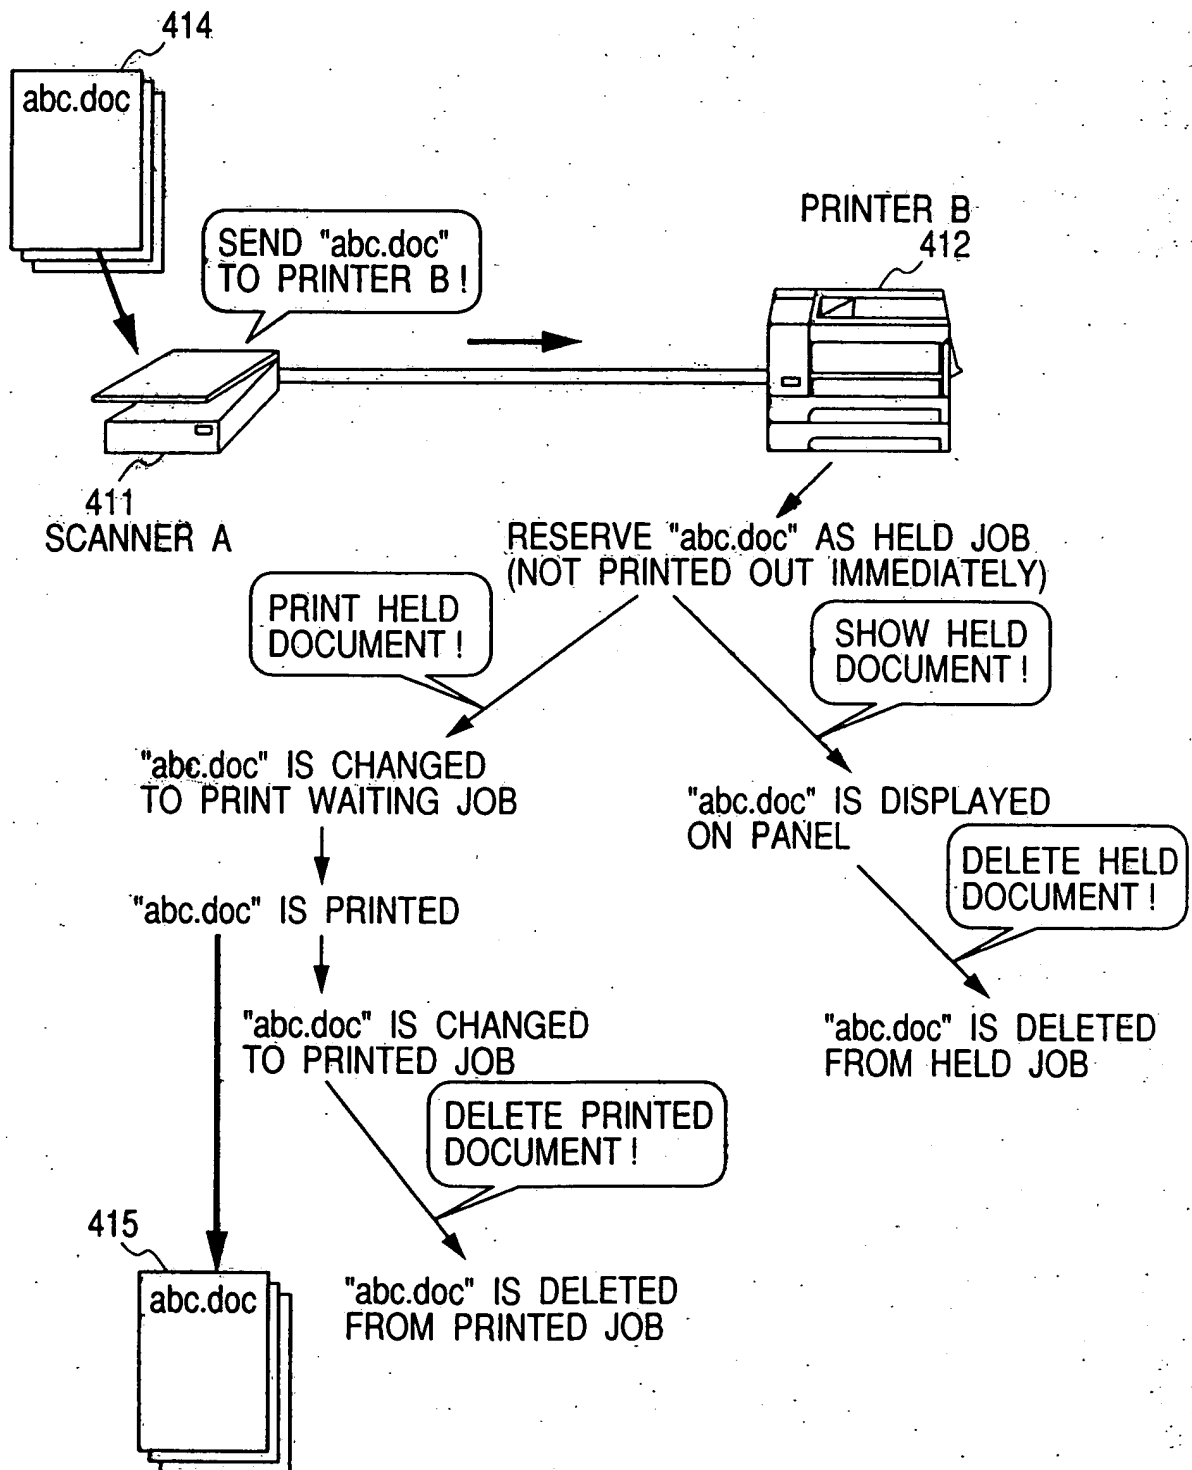 414
abc.doc
SEND "abc.doc"
TO PRINTER B !
PRINTER B
412
411
SCANNER A
RESERVE "abc.doc" AS HELD JOB
(NOT PRINTED OUT IMMEDIATELY)
PRINT HELD
DOCUMENT !
SHOW HELD
DOCUMENT !
"abc.doc" IS CHANGED
TO PRINT WAITING JOB
"abc.doc" IS DISPLAYED
ON PANEL
DELETE HELD
DOCUMENT !
"abc.doc" IS PRINTED
"abc.doc" IS CHANGED
TO PRINTED JOB
"abc.doc" IS DELETED
FROM HELD JOB
DELETE PRINTED
DOCUMENT !
415
abc.doc
"abc.doc" IS DELETED
FROM PRINTED JOB